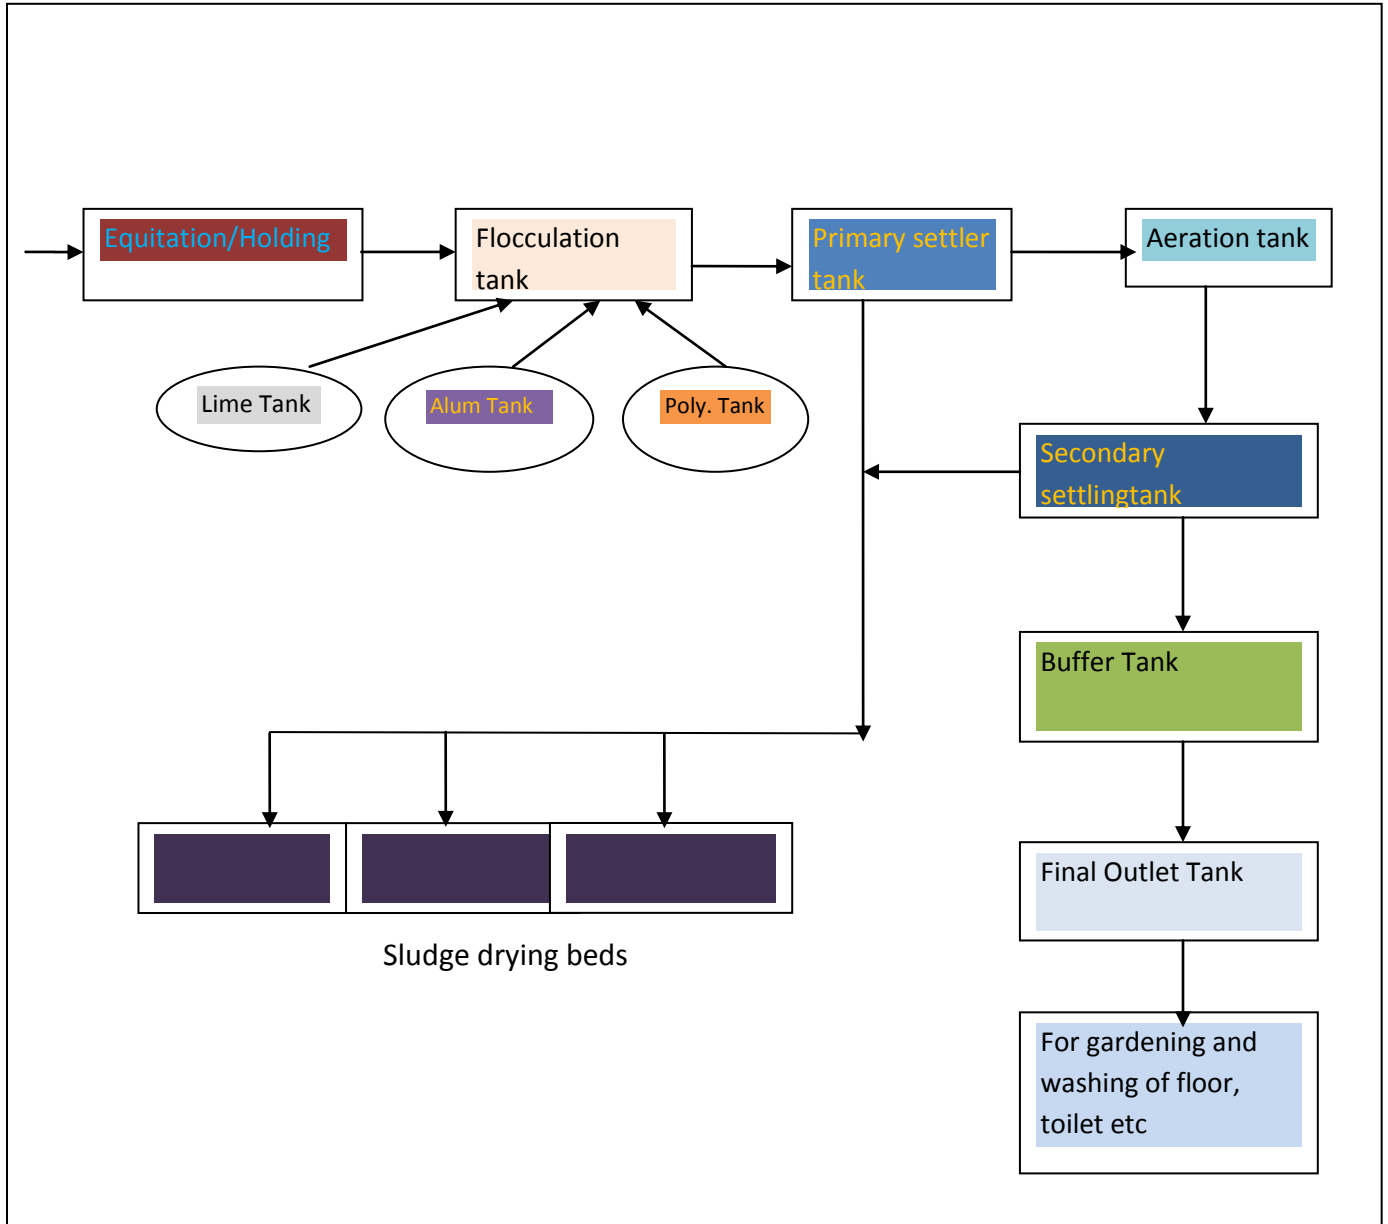 Equitation/Holding
Flocculation
tank
Primary settler
tank
Aeration tank
Lime Tank
Alum Tank
Poly. Tank
Secondary
settlingtank
Buffer Tank
Final Outlet Tank
Sludge drying beds
For gardening and
washing of floor,
toilet etc